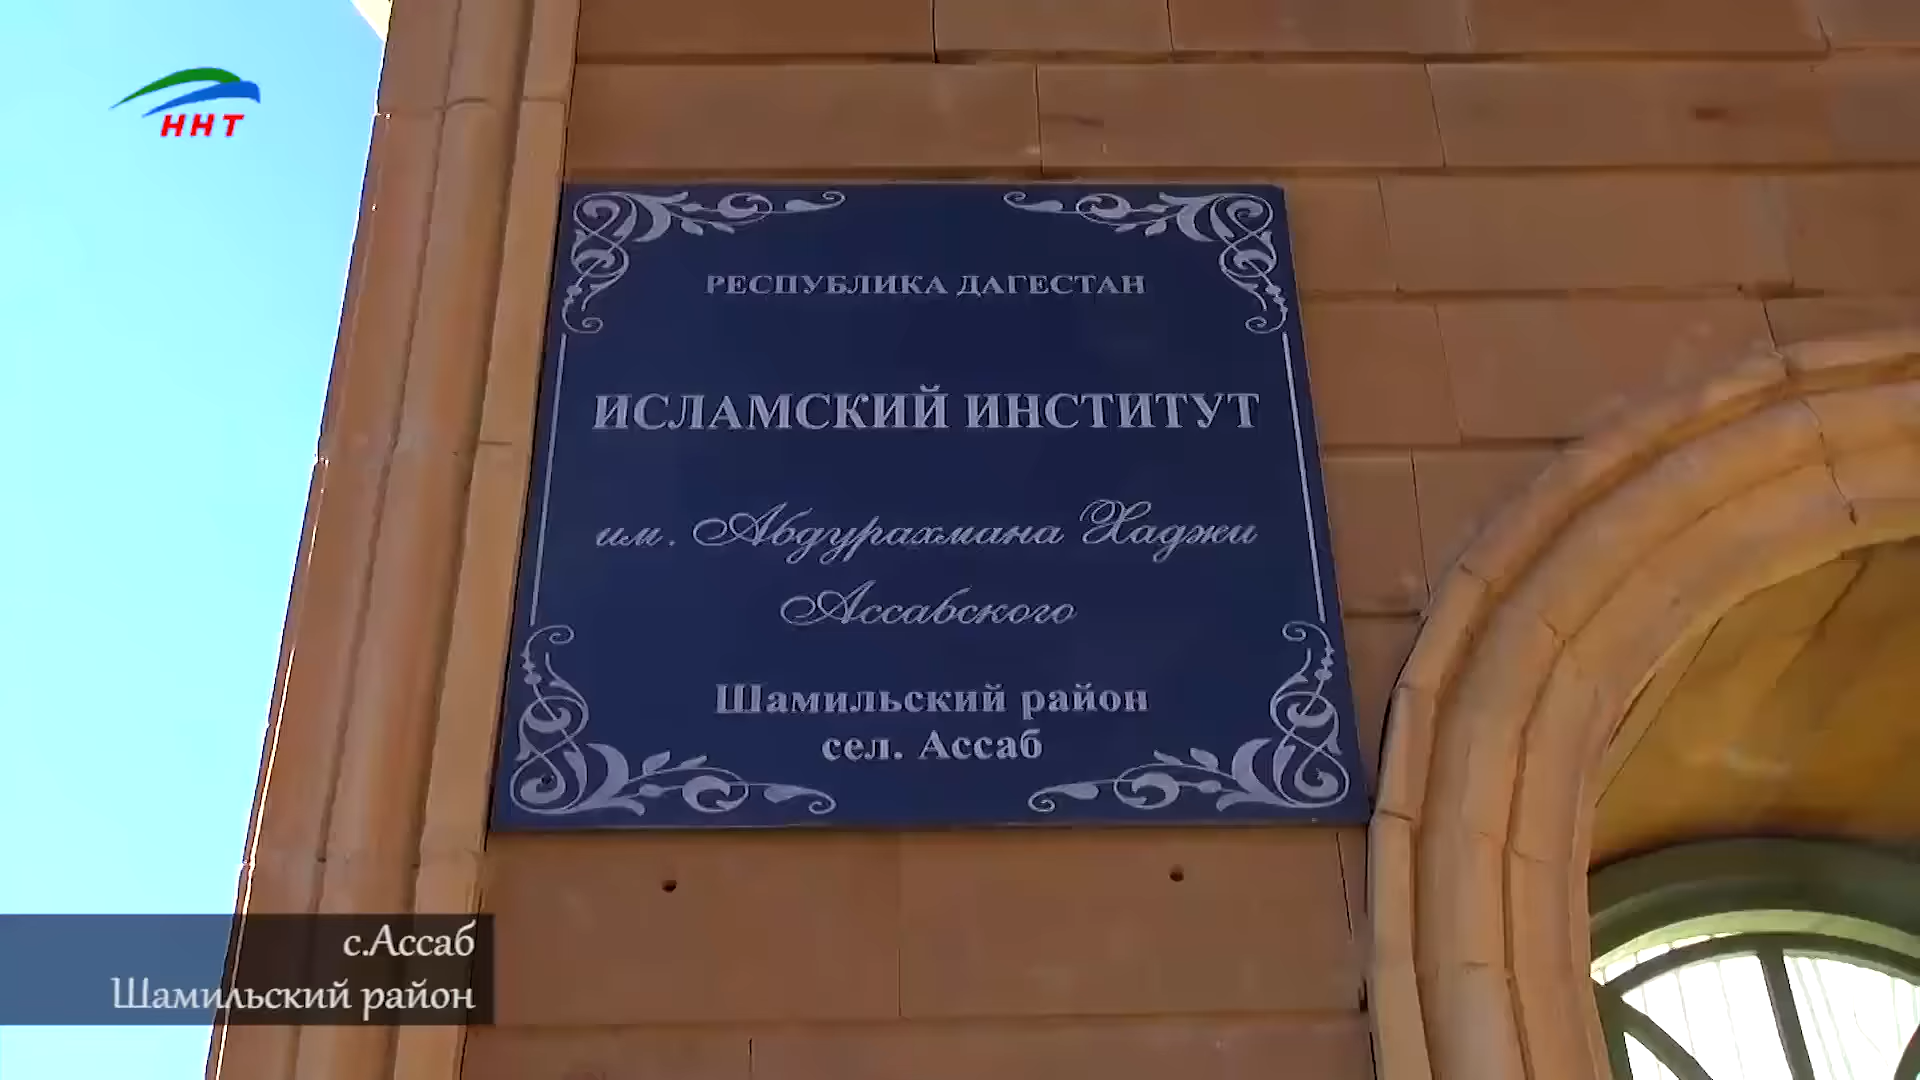 ННТ
РЕСПУБЛИКА ДАГЕСТАН
ИСЛАМСКИЙ ИНСТИТУТ
им. Абдурахмана Хаджи
Ассабского
Шамильский район
сел. Ассаб
с.Ассаб
Шамильский район